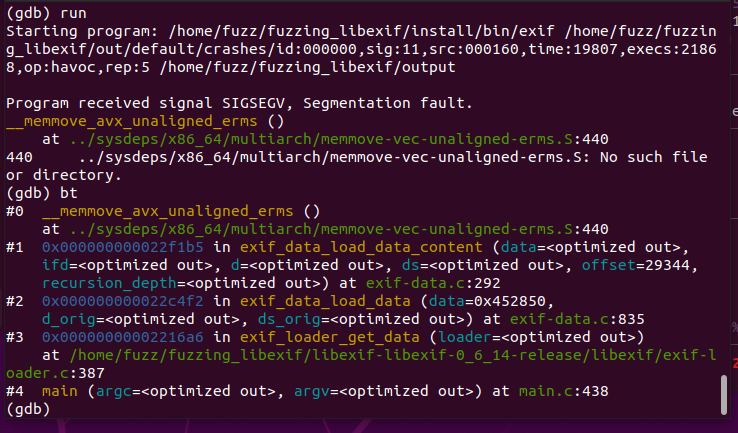 (gdb) run
Starting program: /home/fuzz/fuzzing_libexif/install/bin/exif /home/fuzz/fuzzin
g_libexif/out/default/crashes/id:000000,sig:11,src:000160,time:19807,execs:2186
8,op:havoc,rep:5 /home/fuzz/fuzzing_libexif/output
Program received signal SIGSEGV, Segmentation fault.
__memmove_avx_unaligned_erms ()
    at ../sysdeps/x86_64/multiarch/memmove-vec-unaligned-erms.S:440
440     ../sysdeps/x86_64/multiarch/memmove-vec-unaligned-erms.S: No such file
or directory.
(gdb) bt
#0  __memmove_avx_unaligned_erms ()
    at ../sysdeps/x86_64/multiarch/memmove-vec-unaligned-erms.S:440
#1  0x000000000022f1b5 in exif_data_load_data_content (data=<optimized out>,
    ifd=<optimized out>, d=<optimized out>, ds=<optimized out>, offset=29344,
    recursion_depth=<optimized out>) at exif-data.c:292
#2  0x000000000022c4f2 in exif_data_load_data (data=0x452850,
    d_orig=<optimized out>, ds_orig=<optimized out>) at exif-data.c:835
#3  0x00000000002216a6 in exif_loader_get_data (loader=<optimized out>)
    at /home/fuzz/fuzzing_libexif/libexif-libexif-0_6_14-release/libexif/exif-l
oader.c:387
#4  main (argc=<optimized out>, argv=<optimized out>) at main.c:438
(gdb)